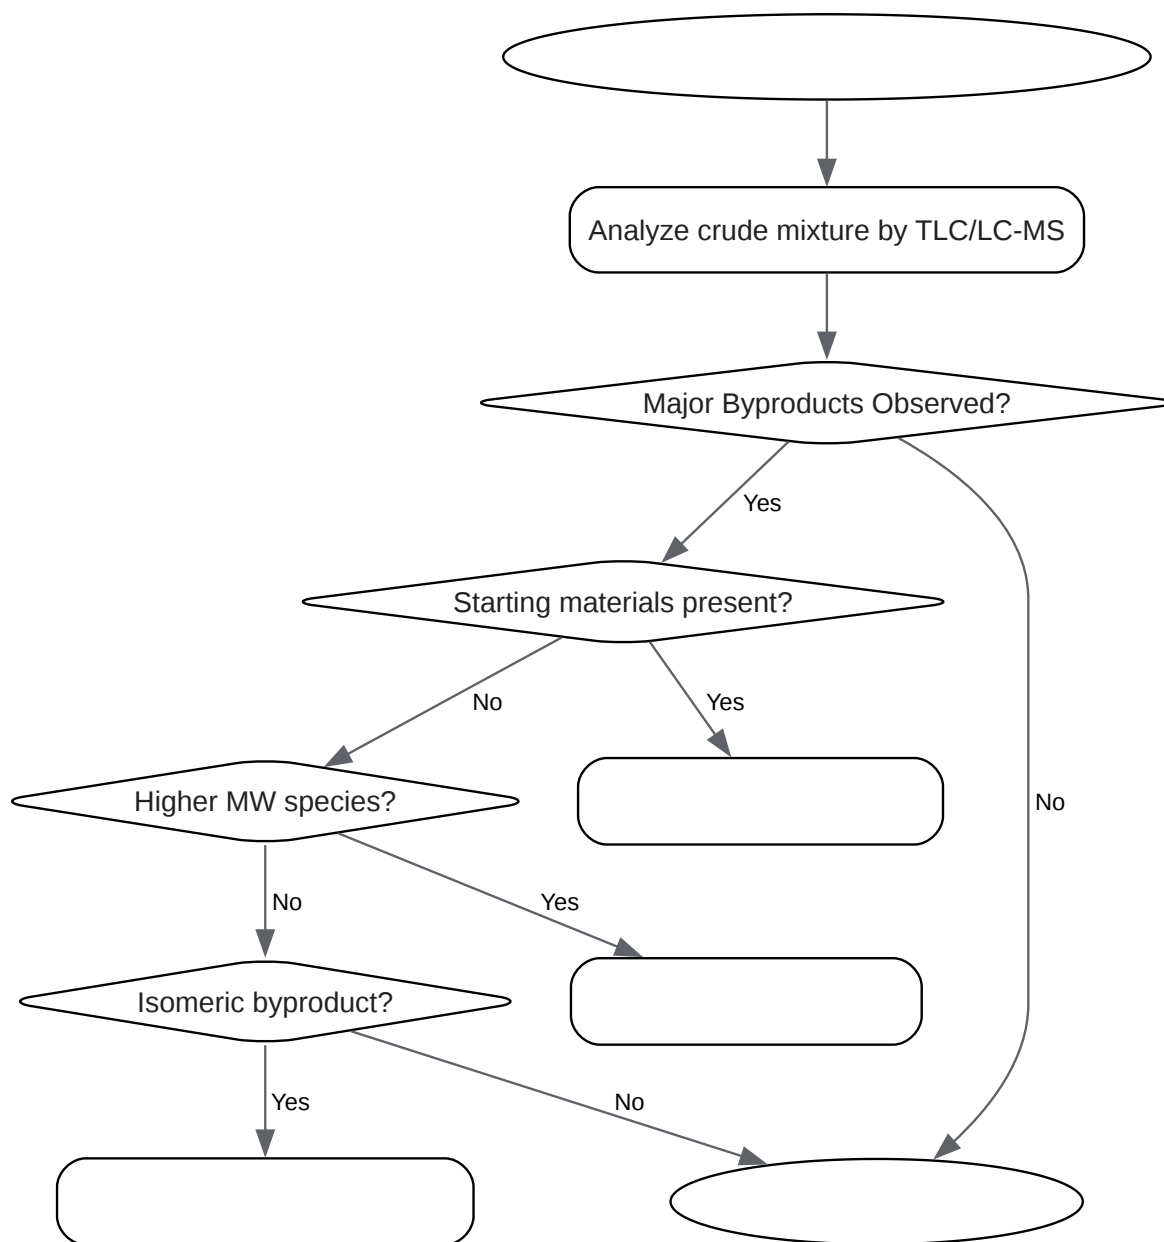 Analyze crude mixture by TLC/LC-MS
Major Byproducts Observed?
Yes
Starting materials present?
No
Yes
Higher MW species?
No
No
Yes
Isomeric byproduct?
Yes
No